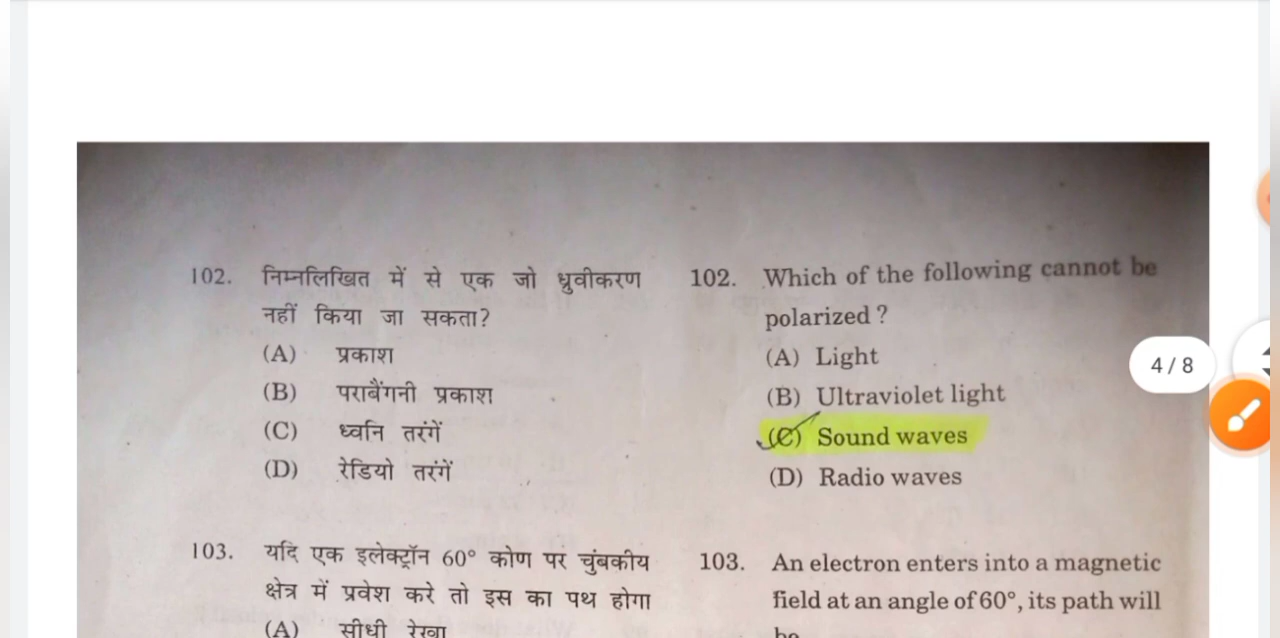 102. निम्नलिखित में से एक जो ध्रुवीकरण
नहीं किया जा सकता?
(A) प्रकाश
(B) पराबैंगनी प्रकाश
(C) ध्वनि तरंगें
(D) रेडियो तरंगें
103. यदि एक इलेक्ट्रॉन 60° कोण पर चुंबकीय
क्षेत्र में प्रवेश करे तो इस का पथ होगा
(A) सीधी रेखा
102. Which of the following cannot be
polarized ?
(A) Light
(B) Ultraviolet light
(C) Sound waves
(D) Radio waves
103. An electron enters into a magnetic
field at an angle of 60°, its path will
be
4 / 8